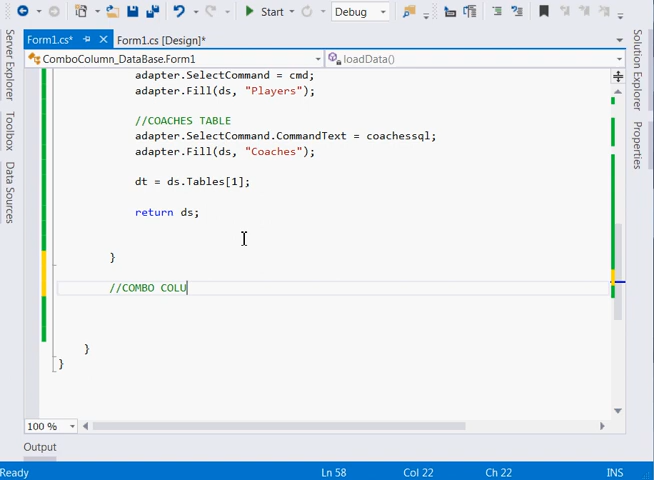 Start
Debug
Form1.cs*
Form1.cs [Design]*
ComboColumn_DataBase.Form1
loadData()
Server Explorer
Toolbox
Data Sources
Solution Explorer
Properties
adapter.SelectCommand = cmd;
adapter.Fill(ds, "Players");
//COACHES TABLE
adapter.SelectCommand.CommandText = coachessql;
adapter.Fill(ds, "Coaches");
dt = ds.Tables[1];
return ds;
}
//COMBO COLU
}
}
100 %
Output
Ready
Ln 58
Col 22
Ch 22
INS